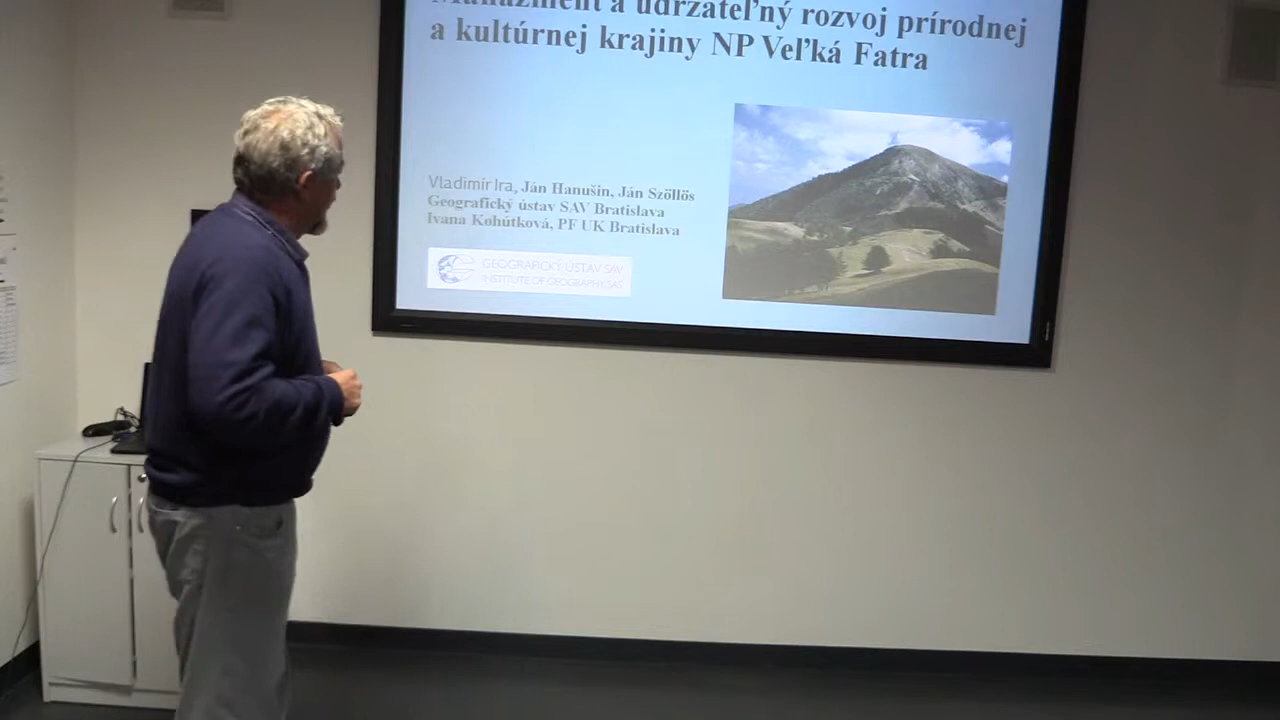 Manažment a udržateľný rozvoj prírodnej
a kultúrnej krajiny NP Veľká Fatra
Vladimír Ira, Ján Hanušin, Ján Szöllös
Geografický ústav SAV Bratislava
Ivana Kohútková, PF UK Bratislava
GEOGRAFICKÝ ÚSTAV SAV
INSTITUTE OF GEOGRAPHY SAS